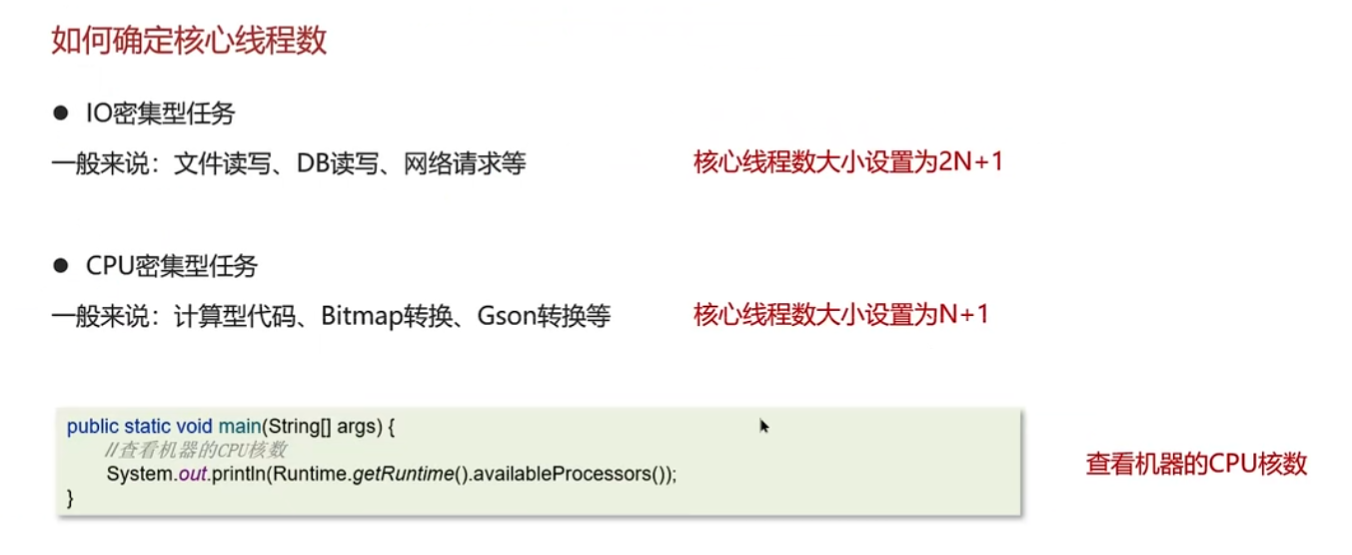 如何确定核心线程数
● IO密集型任务
一般来说：文件读写、DB读写、网络请求等
核心线程数大小设置为2N+1
● CPU密集型任务
一般来说：计算型代码、Bitmap转换、Gson转换等
核心线程数大小设置为N+1
public static void main(String[] args) {
//查看机器的CPU核数
System.out.println(Runtime.getRuntime().availableProcessors());
}
查看机器的CPU核数